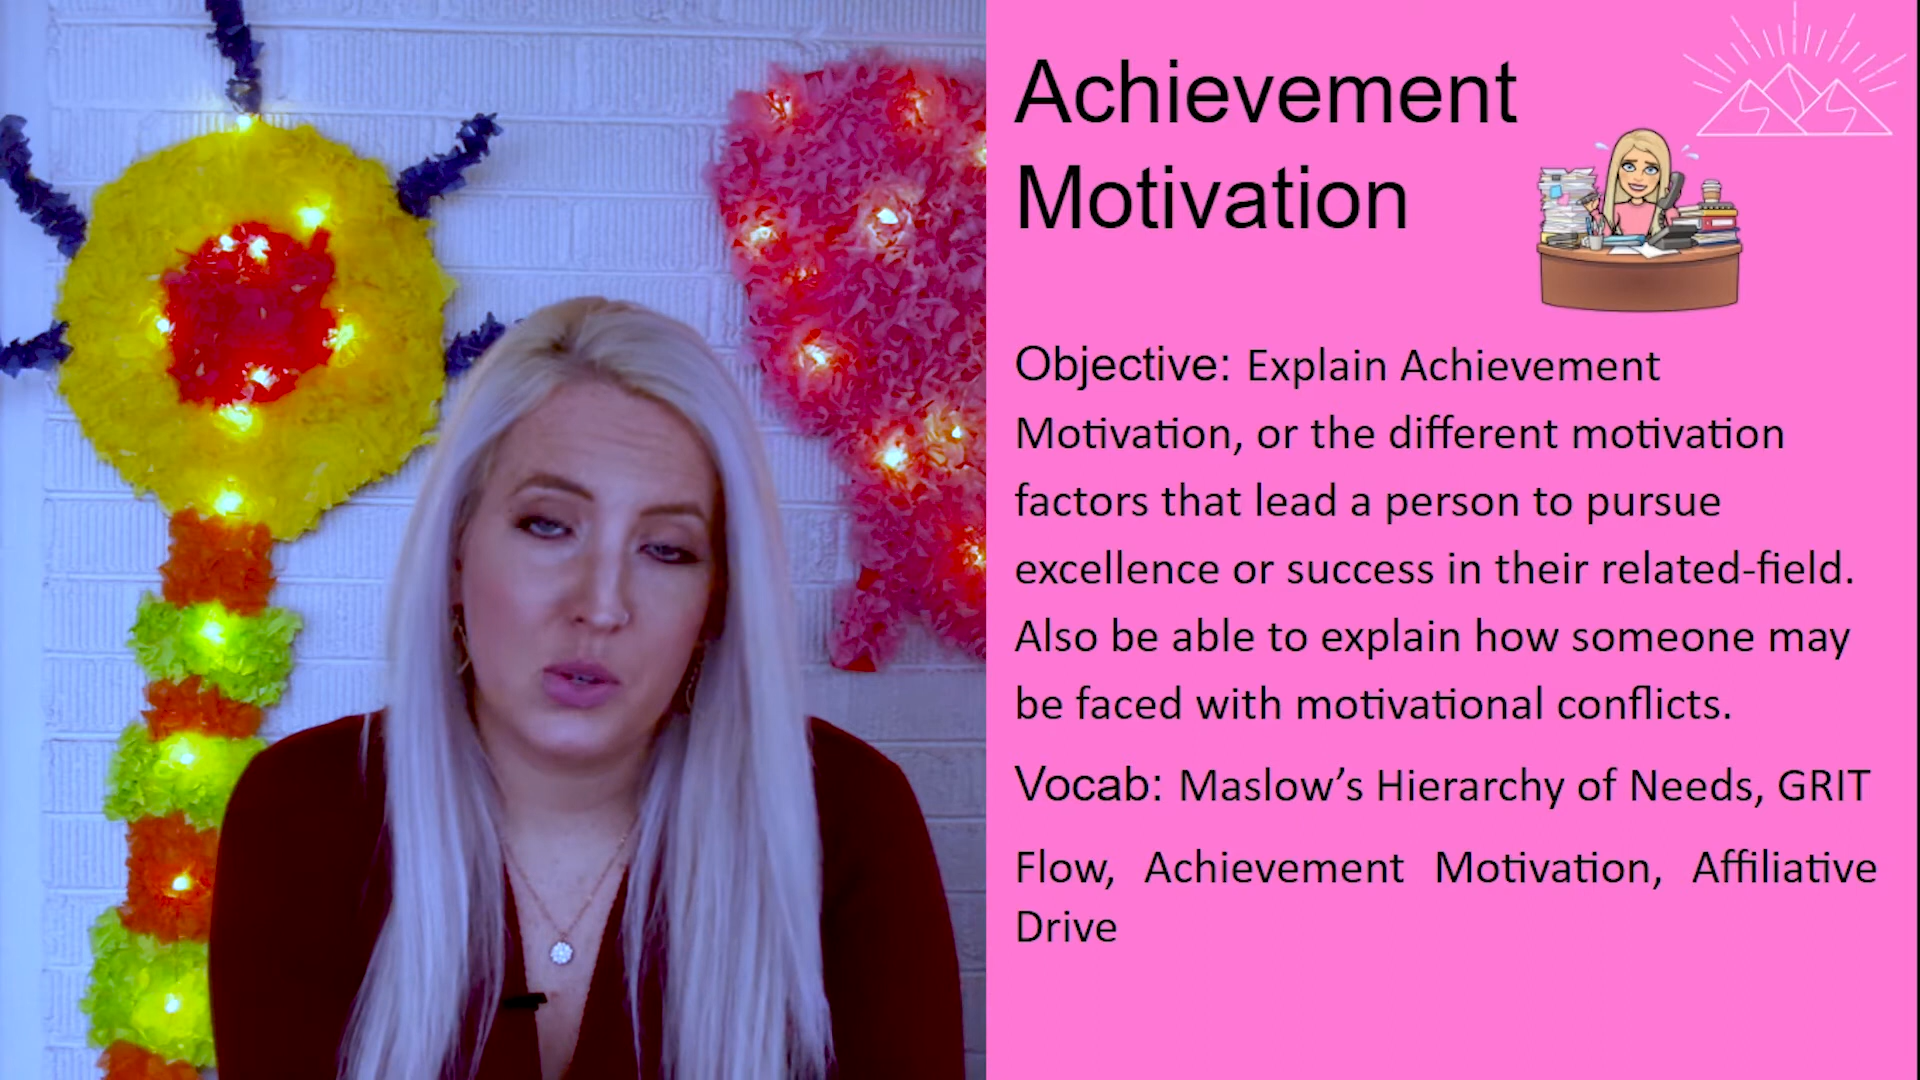 Achievement
Motivation
Objective: Explain Achievement
Motivation, or the different motivation
factors that lead a person to pursue
excellence or success in their related-field.
Also be able to explain how someone may
be faced with motivational conflicts.
Vocab: Maslow’s Hierarchy of Needs, GRIT
Flow, Achievement Motivation, Affiliative
Drive